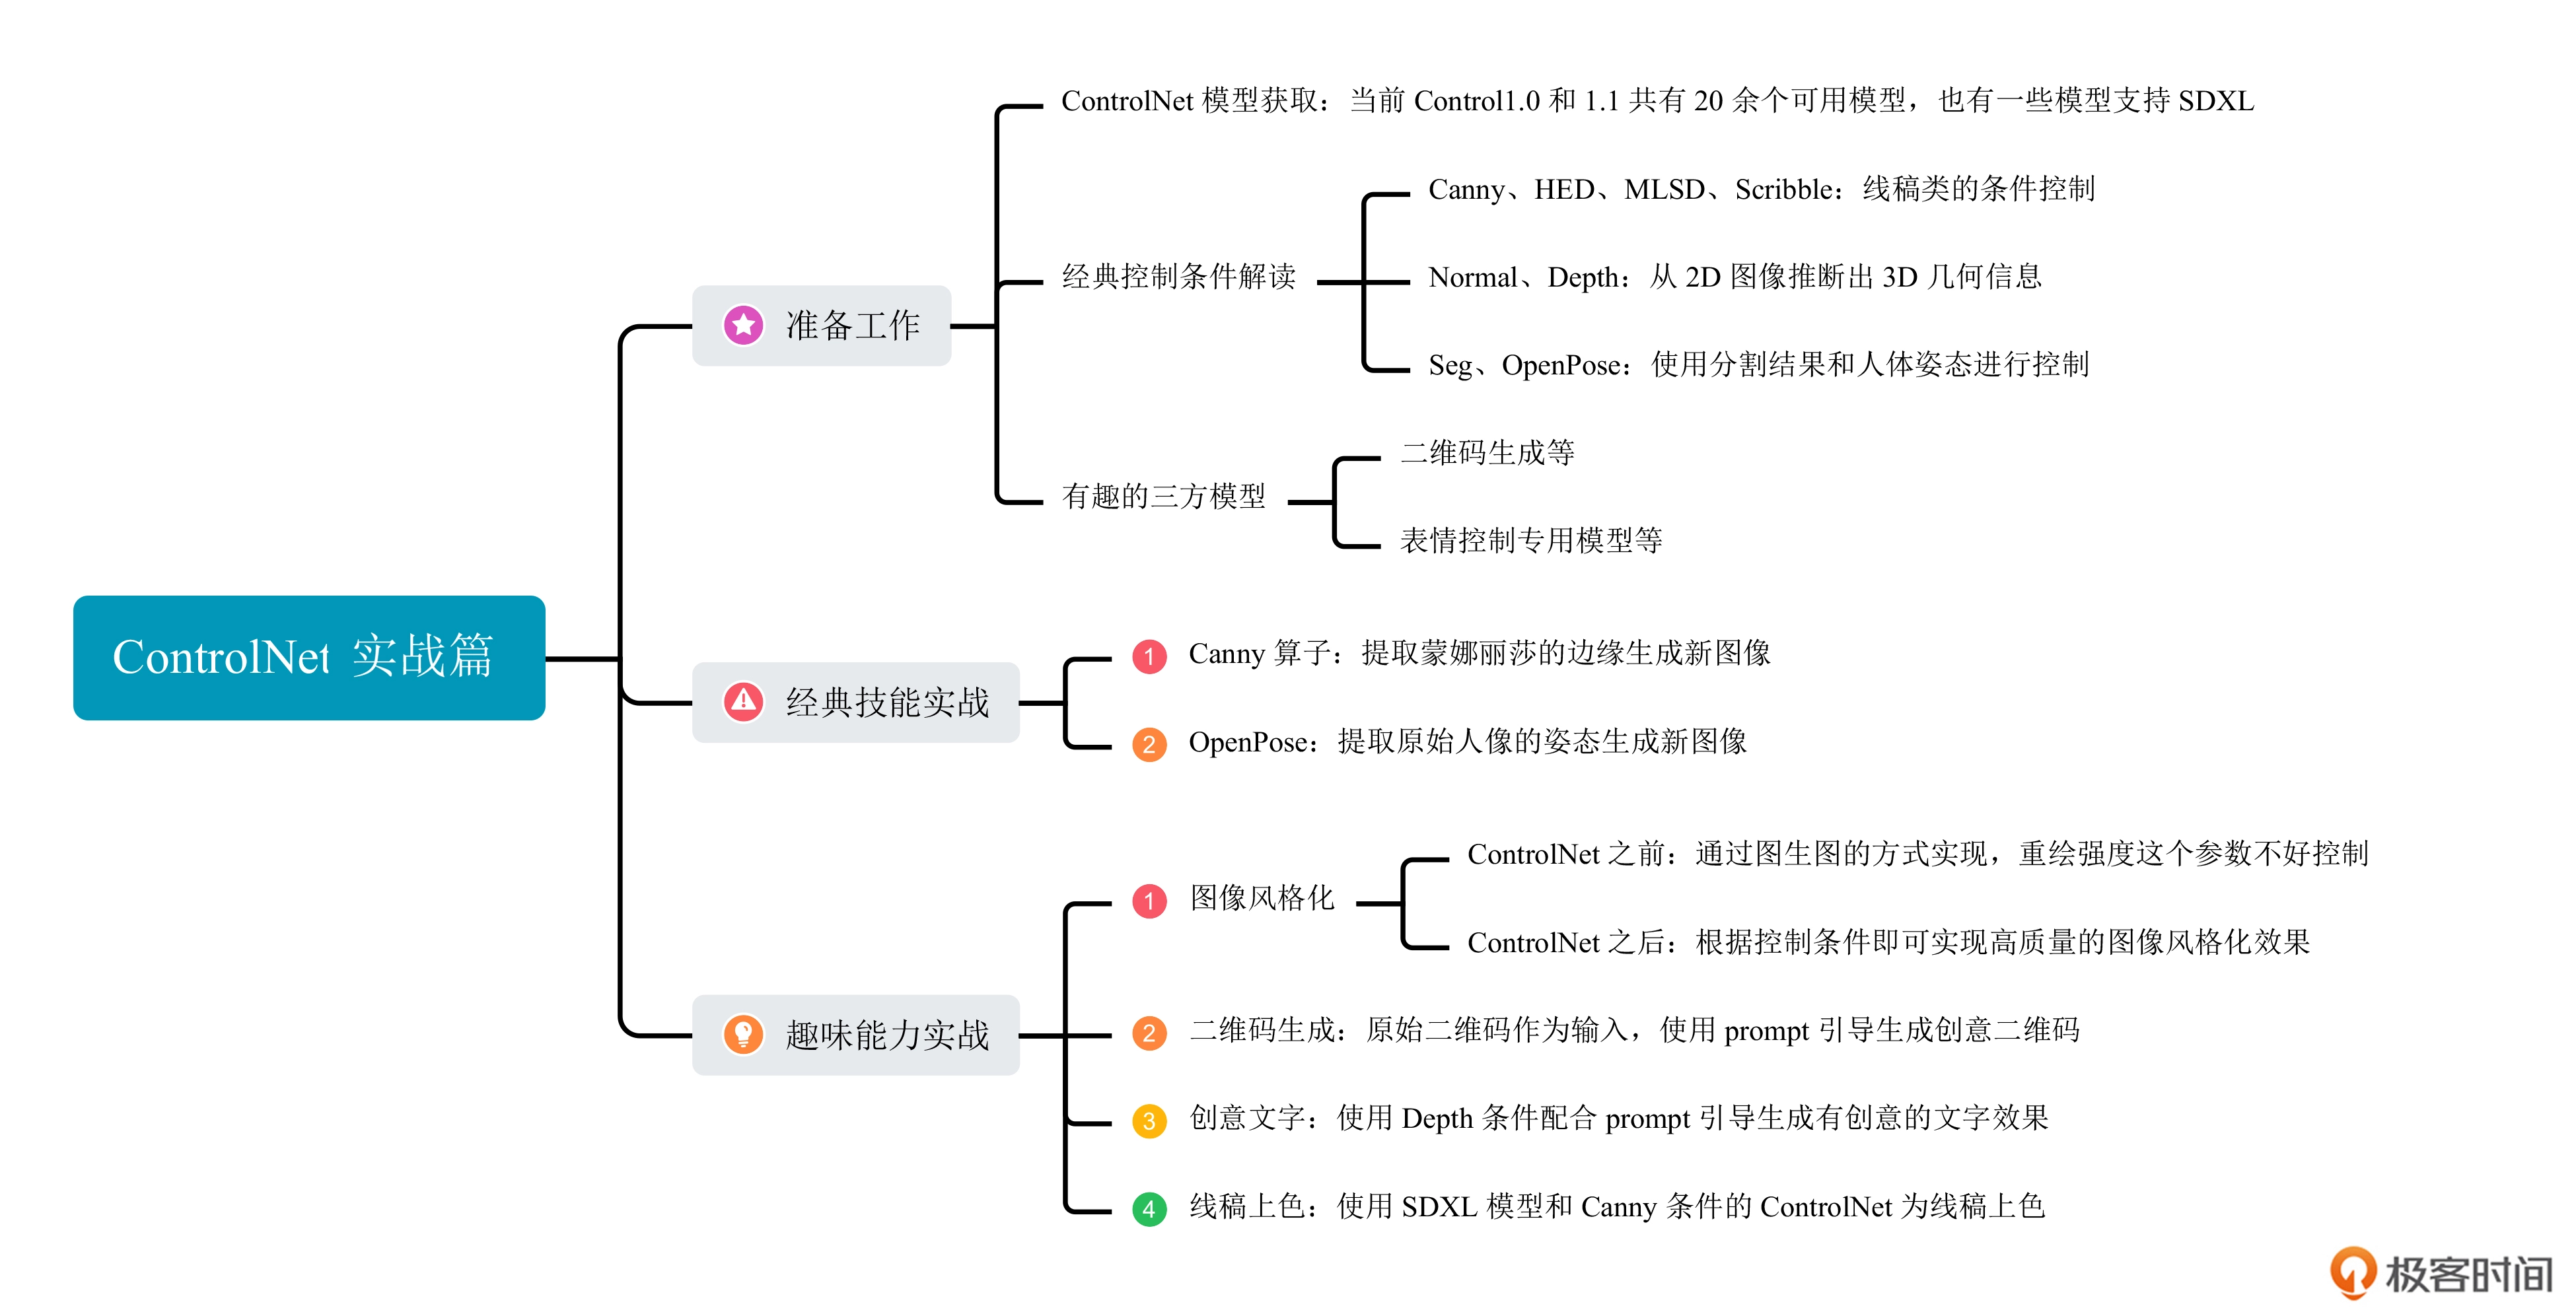 ControlNet 实战篇
准备工作
ControlNet 模型获取：当前 Control1.0 和 1.1 共有 20 余个可用模型，也有一些模型支持 SDXL
经典控制条件解读
Canny、HED、MLSD、Scribble：线稿类的条件控制
Normal、Depth：从 2D 图像推断出 3D 几何信息
Seg、OpenPose：使用分割结果和人体姿态进行控制
有趣的三方模型
二维码生成等
表情控制专用模型等
经典技能实战
1 Canny 算子：提取蒙娜丽莎的边缘生成新图像
2 OpenPose：提取原始人像的姿态生成新图像
趣味能力实战
1 图像风格化
ControlNet 之前：通过图生图的方式实现，重绘强度这个参数不好控制
ControlNet 之后：根据控制条件即可实现高质量的图像风格化效果
2 二维码生成：原始二维码作为输入，使用 prompt 引导生成创意二维码
3 创意文字：使用 Depth 条件配合 prompt 引导生成有创意的文字效果
4 线稿上色：使用 SDXL 模型和 Canny 条件的 ControlNet 为线稿上色
极客时间